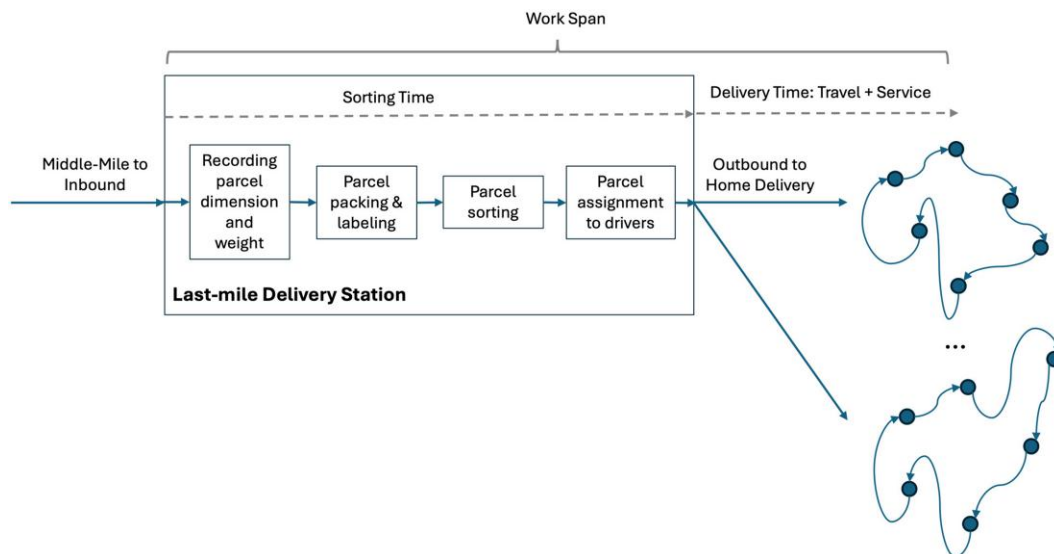 Work Span
Sorting Time
Delivery Time: Travel + Service
Middle-Mile to
Inbound
Recording
parcel
dimension
and
weight
Parcel
packing &
labeling
Parcel
sorting
Parcel
assignment
to drivers
Outbound to
Home Delivery
Last-mile Delivery Station
...